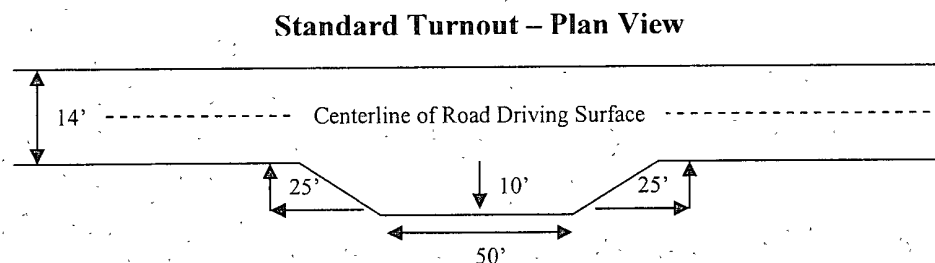 Standard Turnout – Plan View
14’
Centerline of Road Driving Surface
25’
10’
25’
50’